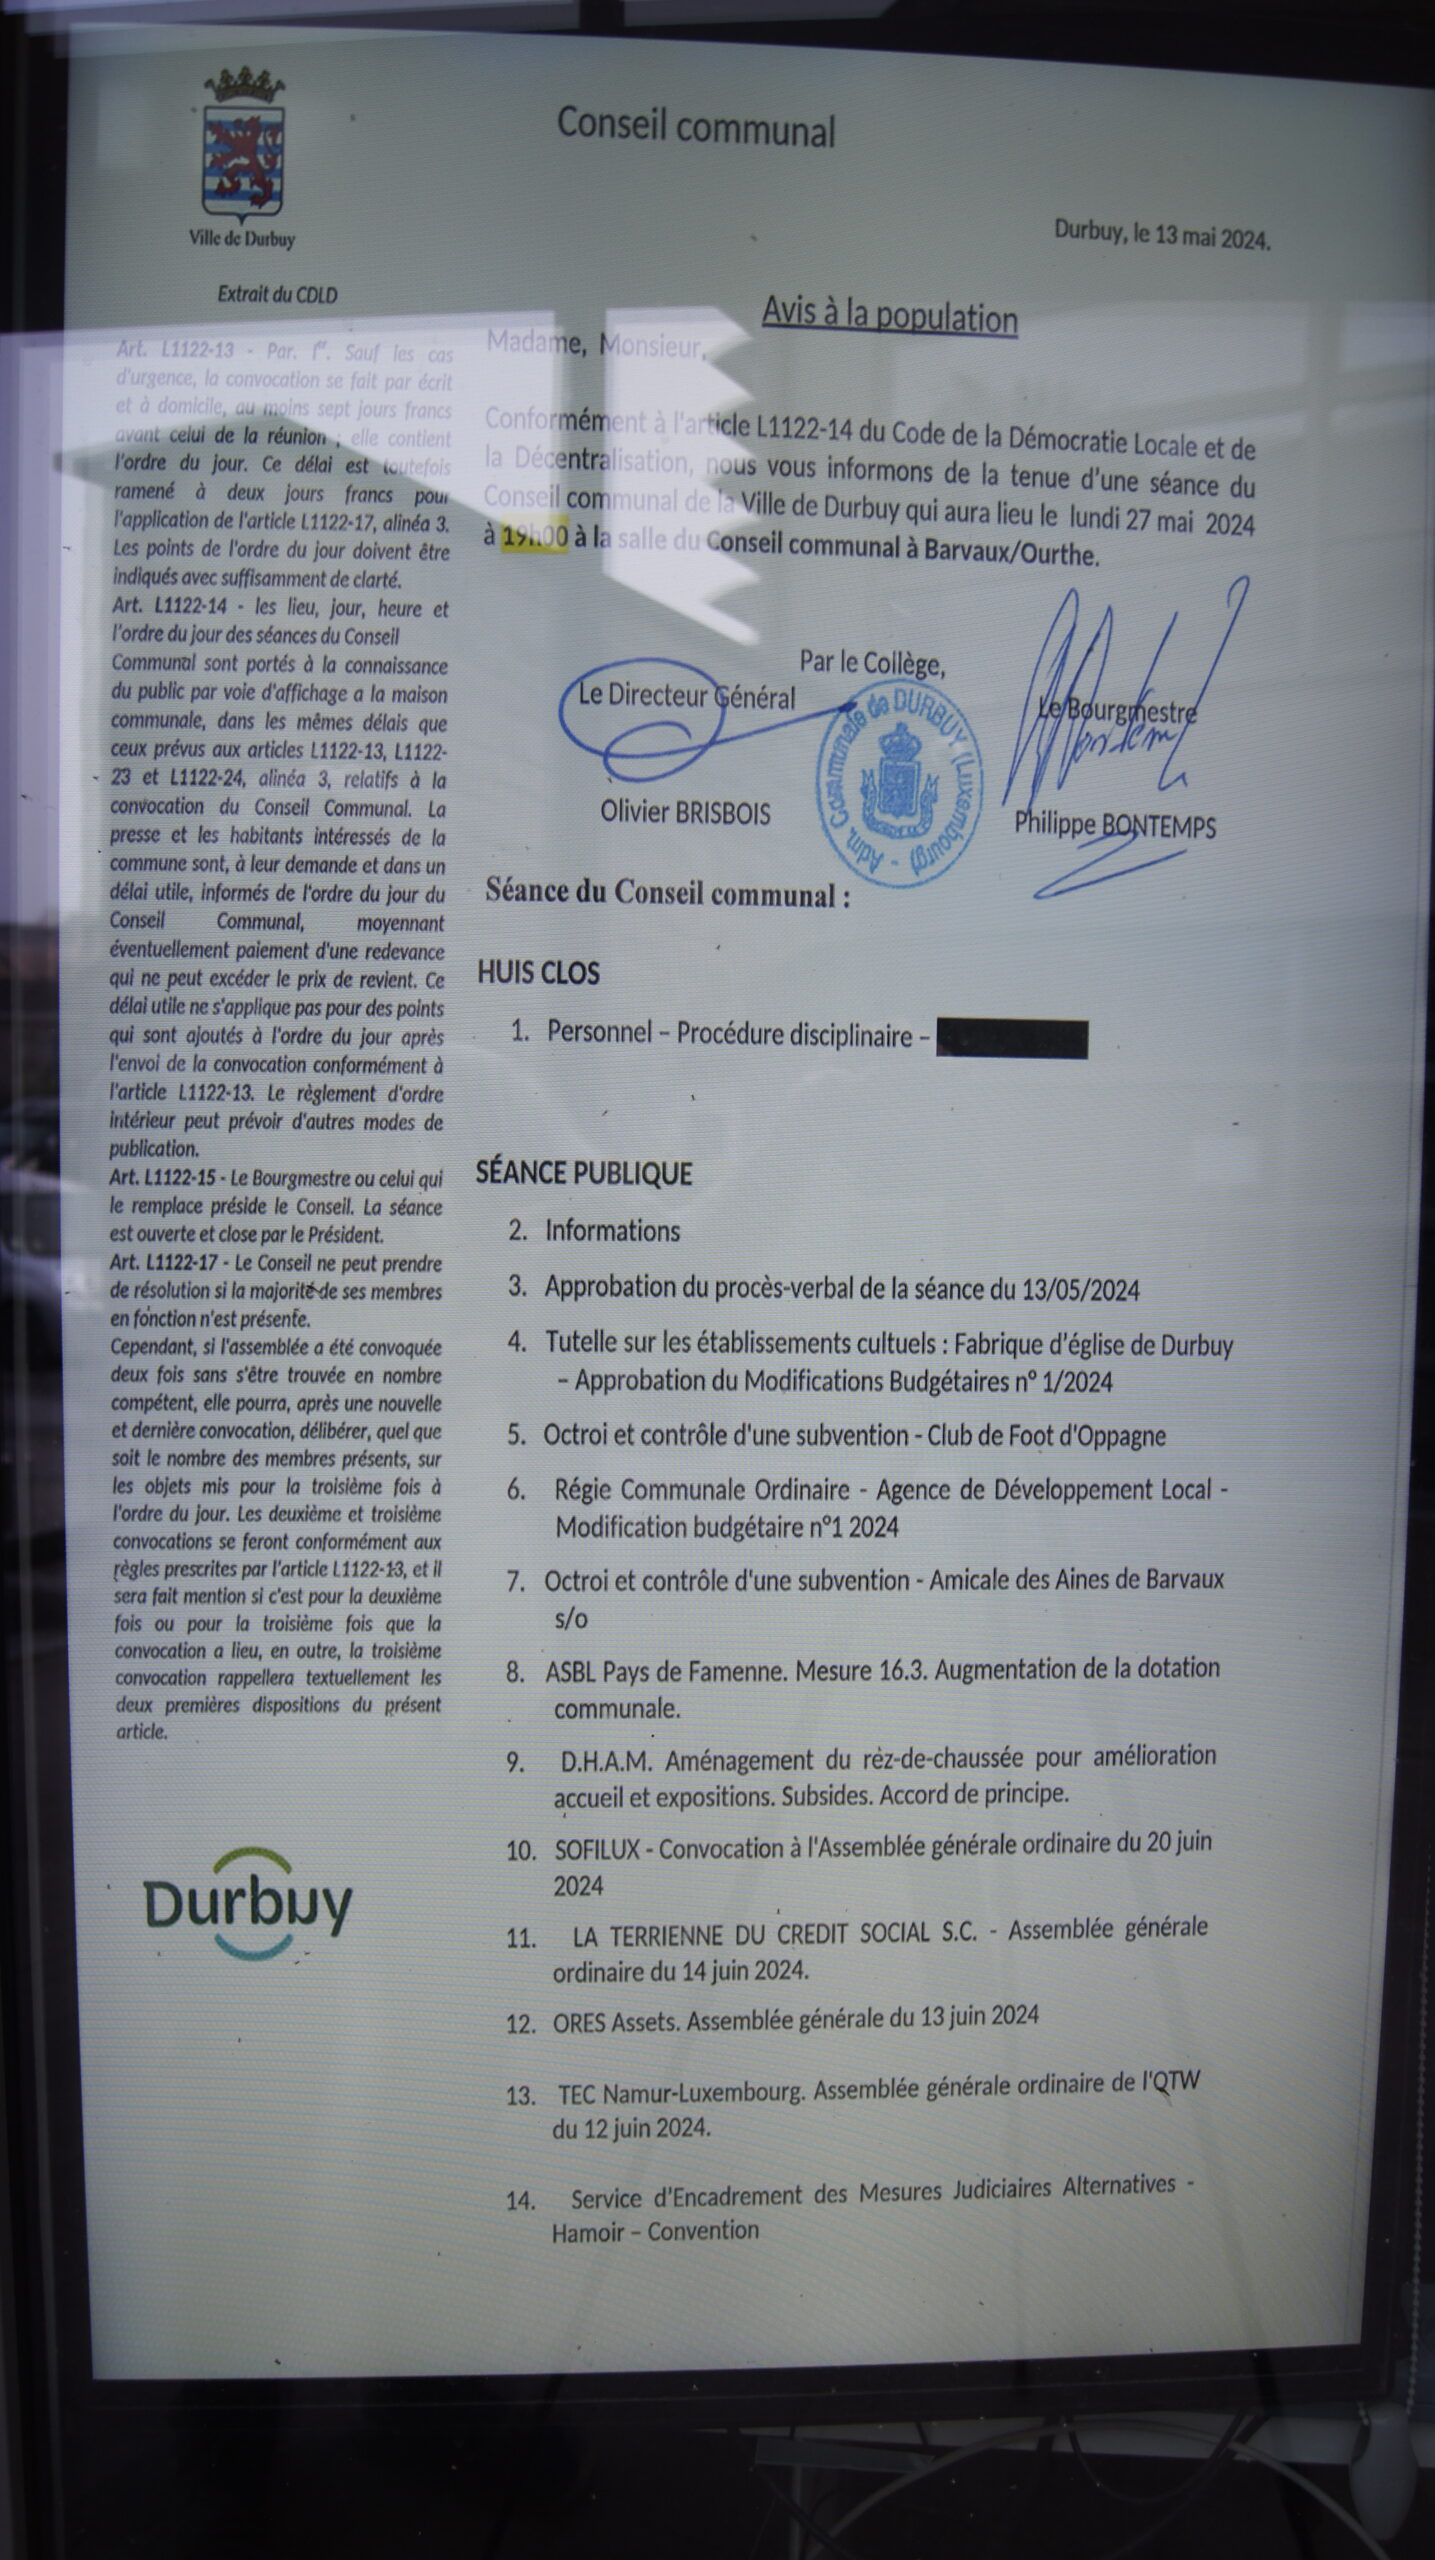 Conseil communal
Ville de Durbuy
Durbuy, le 13 mai 2024.
Extrait du CDLD
Art. L1122-13 - Par. 1er. Sauf les cas
d'urgence, la convocation se fait par écrit
et à domicile, au moins sept jours francs
avant celui de la réunion ; elle contient
l'ordre du jour. Ce délai est toutefois
ramené à deux jours francs pour
l'application de l'article L1122-17, alinéa 3.
Les points de l'ordre du jour doivent être
indiqués avec suffisamment de clarté.
Art. L1122-14 - les lieu, jour, heure et
l'ordre du jour des séances du Conseil
Communal sont portés à la connaissance
du public par voie d'affichage a la maison
communale, dans les mêmes délais que
ceux prévus aux articles L1122-13, L1122-
23 et L1122-24, alinéa 3, relatifs à la
convocation du Conseil Communal. La
presse et les habitants intéressés de la
commune sont, à leur demande et dans un
délai utile, informés de l'ordre du jour du
Conseil Communal, moyennant
éventuellement paiement d'une redevance
qui ne peut excéder le prix de revient. Ce
délai utile ne s'applique pas pour des points
qui sont ajoutés à l'ordre du jour après
l'envoi de la convocation conformément à
l'article L1122-13. Le règlement d'ordre
intérieur peut prévoir d'autres modes de
publication.
Art. L1122-15 - Le Bourgmestre ou celui qui
le remplace préside le Conseil. La séance
est ouverte et close par le Président.
Art. L1122-17 - Le Conseil ne peut prendre
de résolution si la majorité de ses membres
en fonction n'est présente.
Cependant, si l'assemblée a été convoquée
deux fois sans s'être trouvée en nombre
compétent, elle pourra, après une nouvelle
et dernière convocation, délibérer, quel que
soit le nombre des membres présents, sur
les objets mis pour la troisième fois à
l'ordre du jour. Les deuxième et troisième
convocations se feront conformément aux
règles prescrites par l'article L1122-13, et il
sera fait mention si c'est pour la deuxième
fois ou pour la troisième fois que la
convocation a lieu, en outre, la troisième
convocation rappellera textuellement les
deux premières dispositions du présent
article.
Durbuy
Avis à la population
Madame, Monsieur,
Conformément à l'article L1122-14 du Code de la Démocratie Locale et de
la Décentralisation, nous vous informons de la tenue d'une séance du
Conseil communal de la Ville de Durbuy qui aura lieu le lundi 27 mai 2024
à 19h00 à la salle du Conseil communal à Barvaux/Ourthe.
Par le Collège,
Le Directeur Général
Le Bourgmestre
Adm. Communale de DURBUY (Luxembourg) -
Olivier BRISBOIS
Philippe BONTEMPS
Séance du Conseil communal :
HUIS CLOS
1. Personnel – Procédure disciplinaire –
SÉANCE PUBLIQUE
2. Informations
3. Approbation du procès-verbal de la séance du 13/05/2024
4. Tutelle sur les établissements cultuels : Fabrique d'église de Durbuy
– Approbation du Modifications Budgétaires n° 1/2024
5. Octroi et contrôle d'une subvention - Club de Foot d'Oppagne
6. Régie Communale Ordinaire - Agence de Développement Local -
Modification budgétaire n°1 2024
7. Octroi et contrôle d'une subvention - Amicale des Aines de Barvaux
s/o
8. ASBL Pays de Famenne. Mesure 16.3. Augmentation de la dotation
communale.
9. D.H.A.M. Aménagement du rèz-de-chaussée pour amélioration
accueil et expositions. Subsides. Accord de principe.
10. SOFILUX - Convocation à l'Assemblée générale ordinaire du 20 juin
2024
11. LA TERRIENNE DU CREDIT SOCIAL S.C. - Assemblée générale
ordinaire du 14 juin 2024.
12. ORES Assets. Assemblée générale du 13 juin 2024
13. TEC Namur-Luxembourg. Assemblée générale ordinaire de l'QTW
du 12 juin 2024.
14. Service d'Encadrement des Mesures Judiciaires Alternatives -
Hamoir – Convention